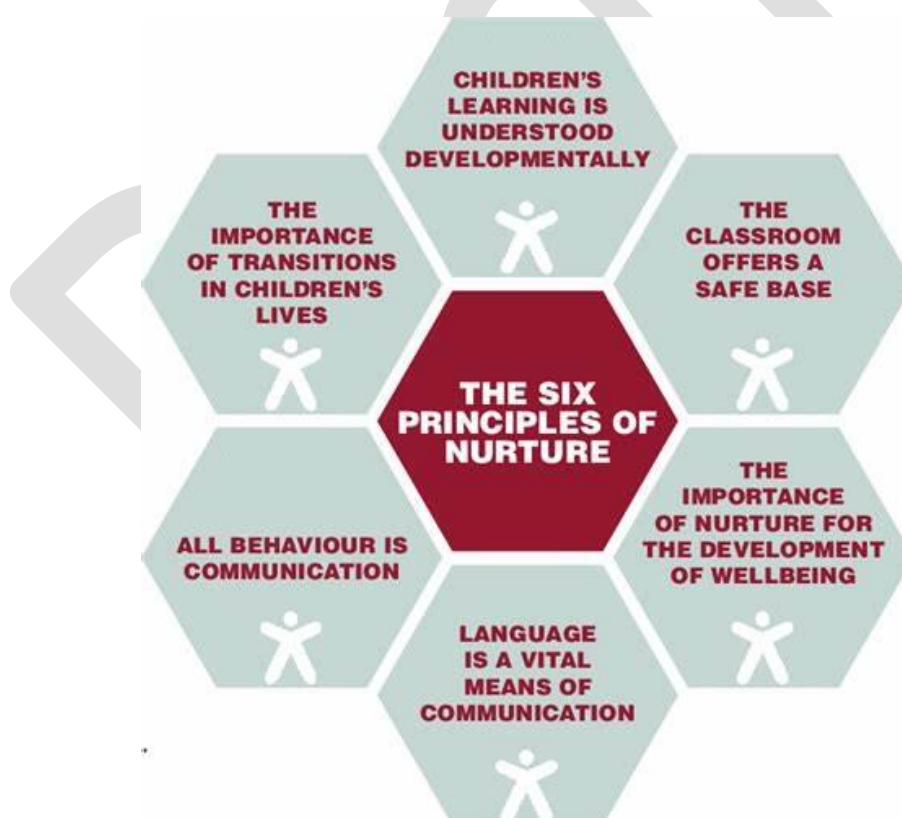 CHILDREN'S
LEARNING IS
UNDERSTOOD
DEVELOPMENTALLY
THE
IMPORTANCE
OF TRANSITIONS
IN CHILDREN'S
LIVES
THE
CLASSROOM
OFFERS A
SAFE BASE
THE SIX
PRINCIPLES OF
NURTURE
ALL BEHAVIOUR IS
COMMUNICATION
THE
IMPORTANCE
OF NURTURE FOR
THE DEVELOPMENT
OF WELLBEING
LANGUAGE
IS A VITAL
MEANS OF
COMMUNICATION